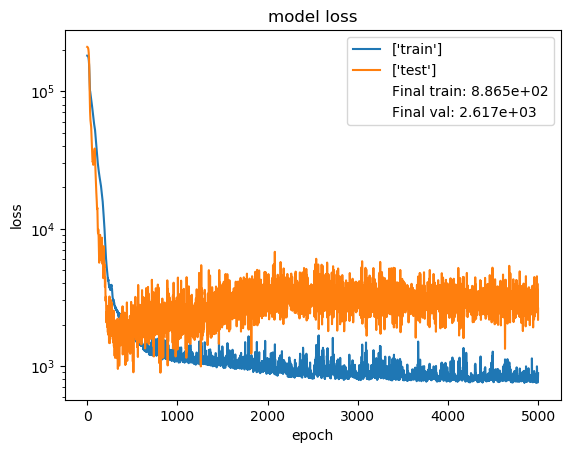 model loss
['train']
['test']
Final train: 8.865e+02
Final val: 2.617e+03
loss
10^5
10^4
10^3
0 1000 2000 3000 4000 5000
epoch